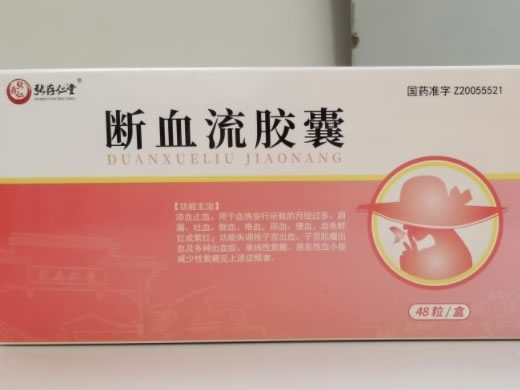 张存仁堂®
国药准字 Z20055521
断血流胶囊
DUANXUELIU JIAONANG
【功能主治】
凉血止血。用于血热妄行所致的月经过多、崩
漏、吐血、衄血、咯血、尿血、便血、血色鲜
红或紫红；功能失调性子宫出血、子宫肌瘤出
血及多种出血症、单纯性紫癜、原发性血小板
减少性紫癜见上述证候者。
48粒/盒